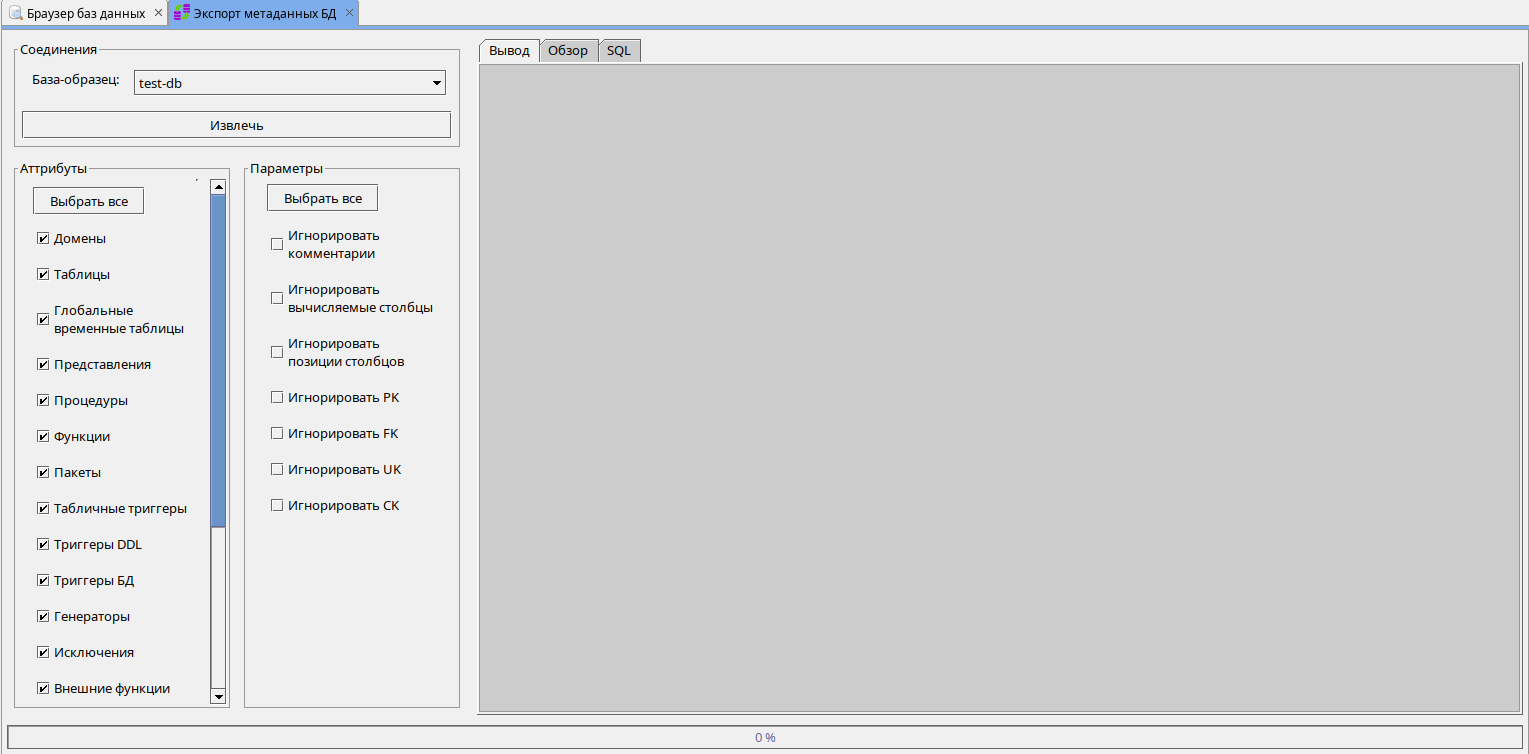 Браузер баз данных
Экспорт метаданных БД
Соединения
База-образец:
test-db
Извлечь
Аттрибуты
Выбрать все
Домены
Таблицы
Глобальные
временные таблицы
Представления
Процедуры
Функции
Пакеты
Табличные триггеры
Триггеры DDL
Триггеры БД
Генераторы
Исключения
Внешние функции
Параметры
Выбрать все
Игнорировать
комментарии
Игнорировать
вычисляемые столбцы
Игнорировать
позиции столбцов
Игнорировать PK
Игнорировать FK
Игнорировать UK
Игнорировать CK
Вывод
Обзор
SQL
0 %